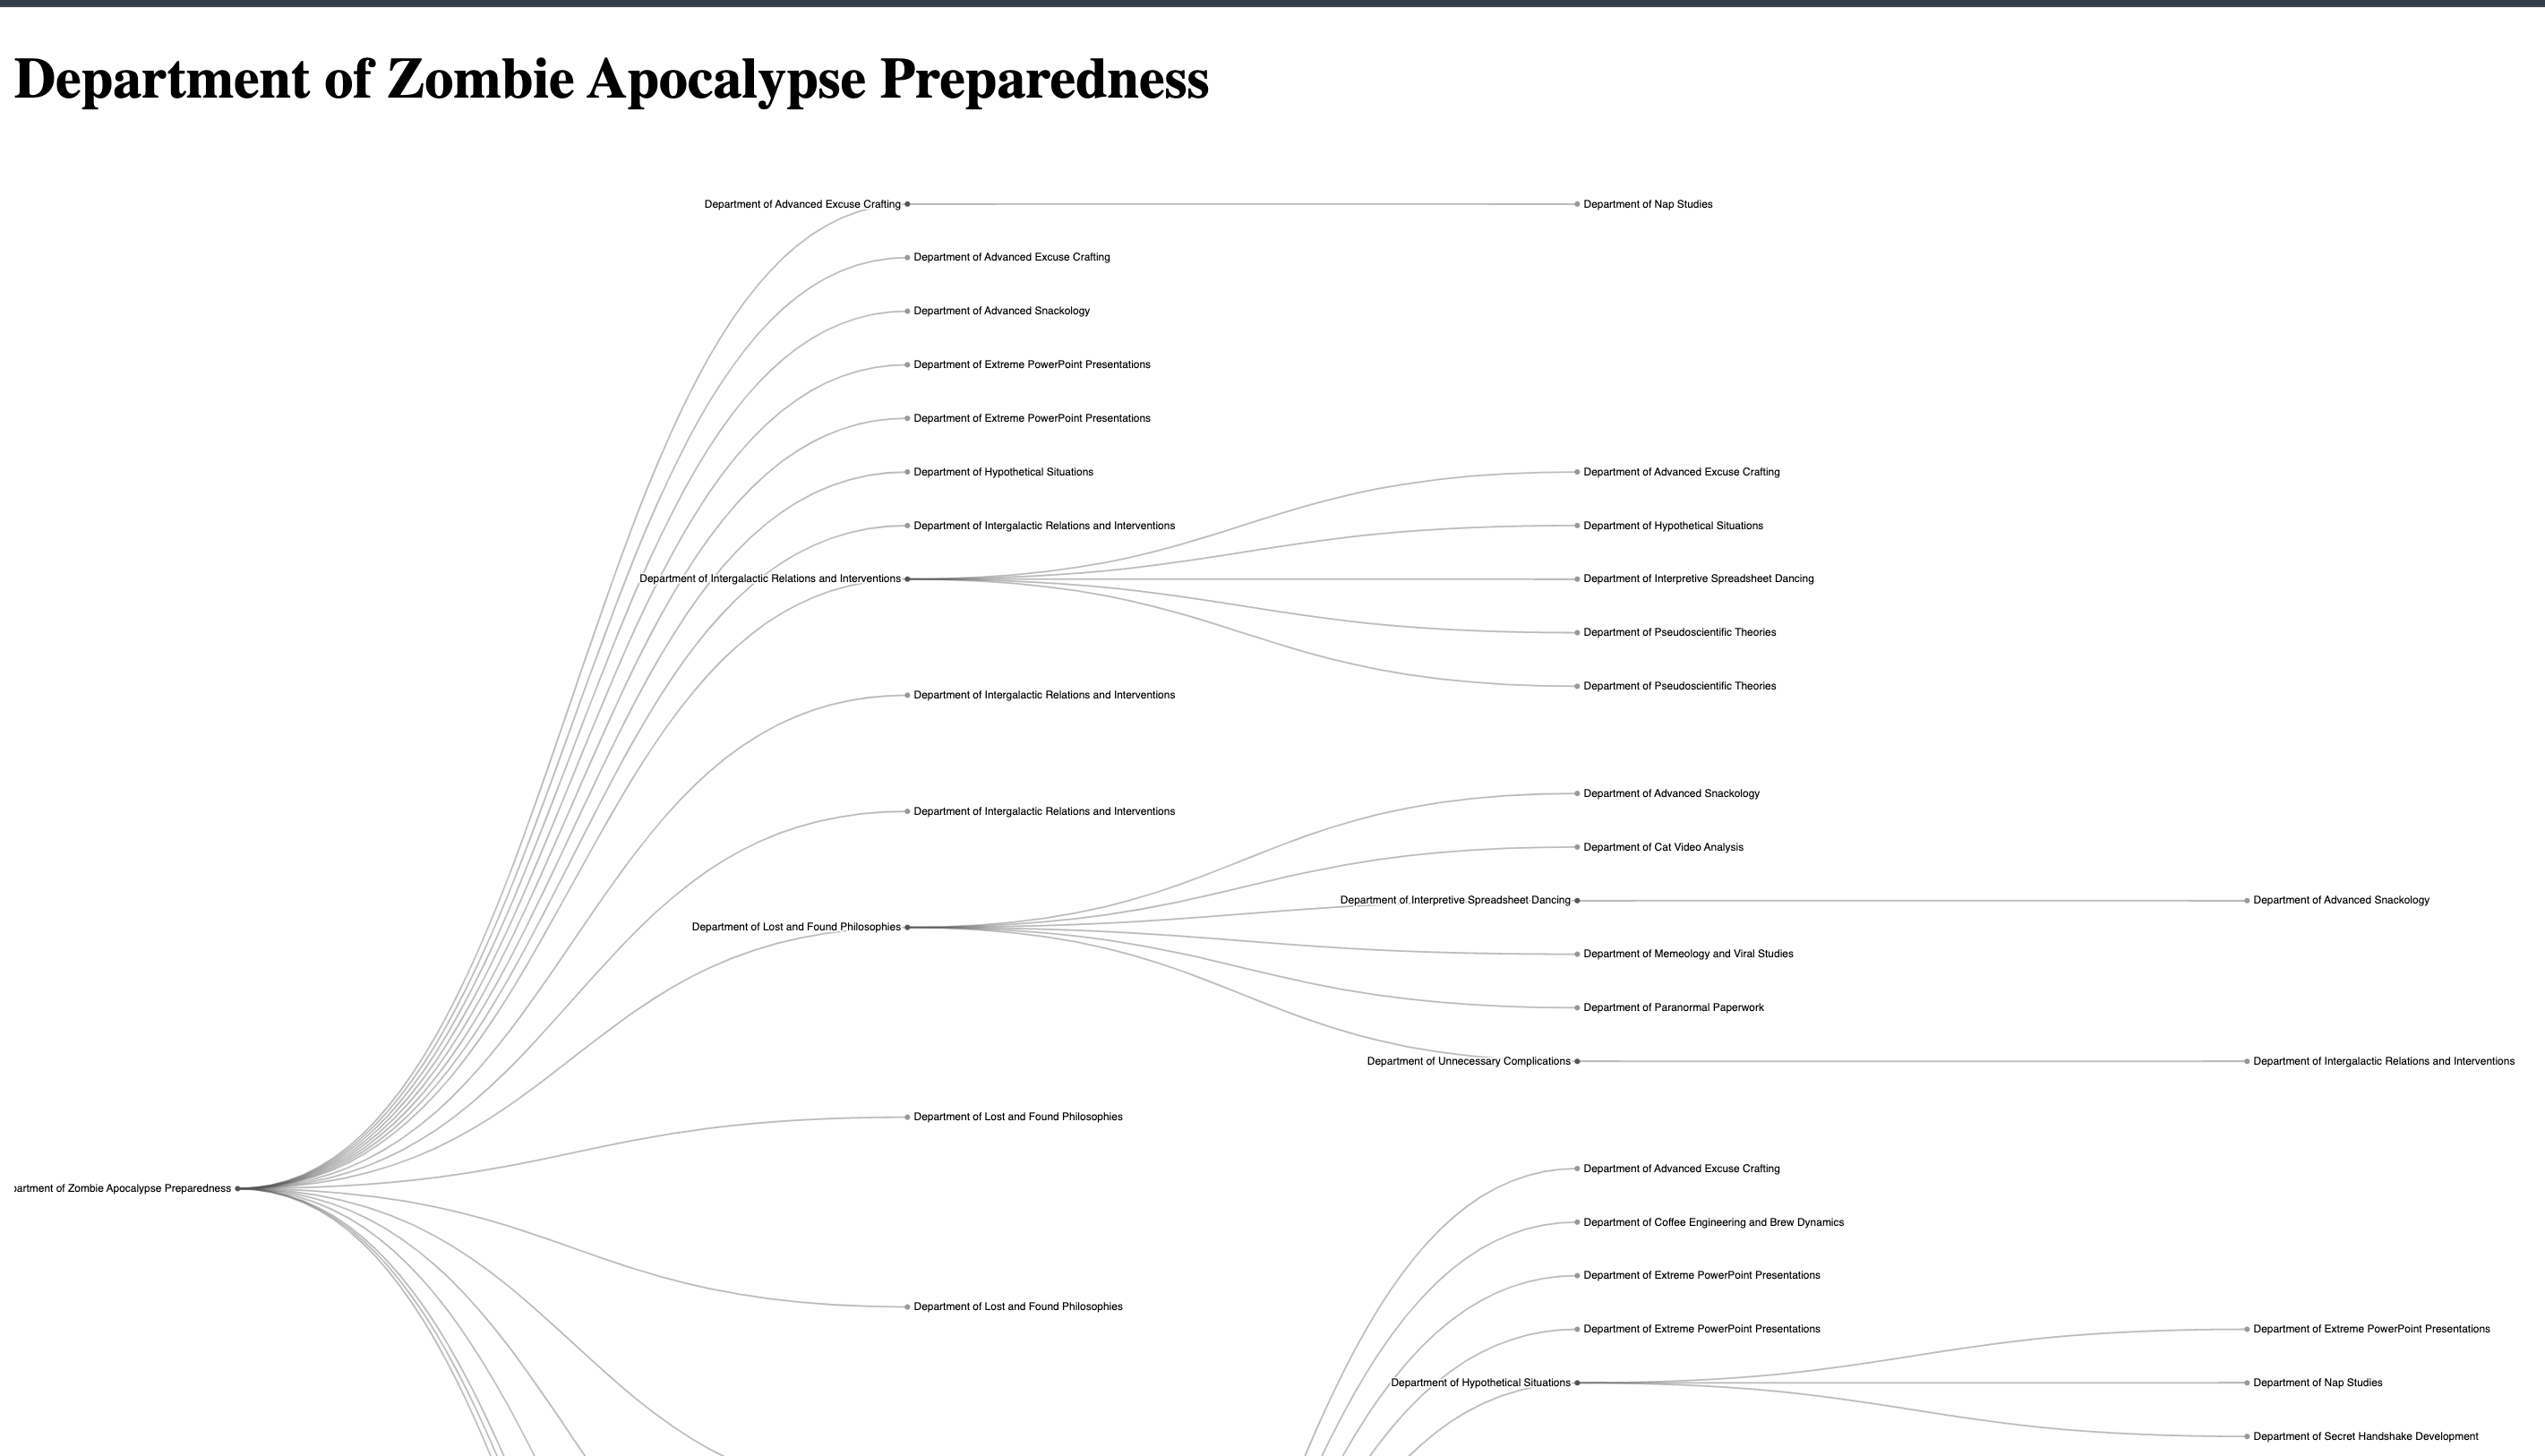 Department of Zombie Apocalypse Preparedness
Department of Advanced Excuse Crafting
Department of Nap Studies
Department of Advanced Excuse Crafting
Department of Advanced Snackology
Department of Extreme PowerPoint Presentations
Department of Extreme PowerPoint Presentations
Department of Hypothetical Situations
Department of Advanced Excuse Crafting
Department of Intergalactic Relations and Interventions
Department of Hypothetical Situations
Department of Intergalactic Relations and Interventions
Department of Interpretive Spreadsheet Dancing
Department of Pseudoscientific Theories
Department of Pseudoscientific Theories
Department of Intergalactic Relations and Interventions
Department of Advanced Snackology
Department of Intergalactic Relations and Interventions
Department of Cat Video Analysis
Department of Interpretive Spreadsheet Dancing
Department of Advanced Snackology
Department of Lost and Found Philosophies
Department of Memeology and Viral Studies
Department of Paranormal Paperwork
Department of Unnecessary Complications
Department of Intergalactic Relations and Interventions
Department of Lost and Found Philosophies
Department of Advanced Excuse Crafting
partment of Zombie Apocalypse Preparedness
Department of Coffee Engineering and Brew Dynamics
Department of Extreme PowerPoint Presentations
Department of Lost and Found Philosophies
Department of Extreme PowerPoint Presentations
Department of Extreme PowerPoint Presentations
Department of Hypothetical Situations
Department of Nap Studies
Department of Secret Handshake Development